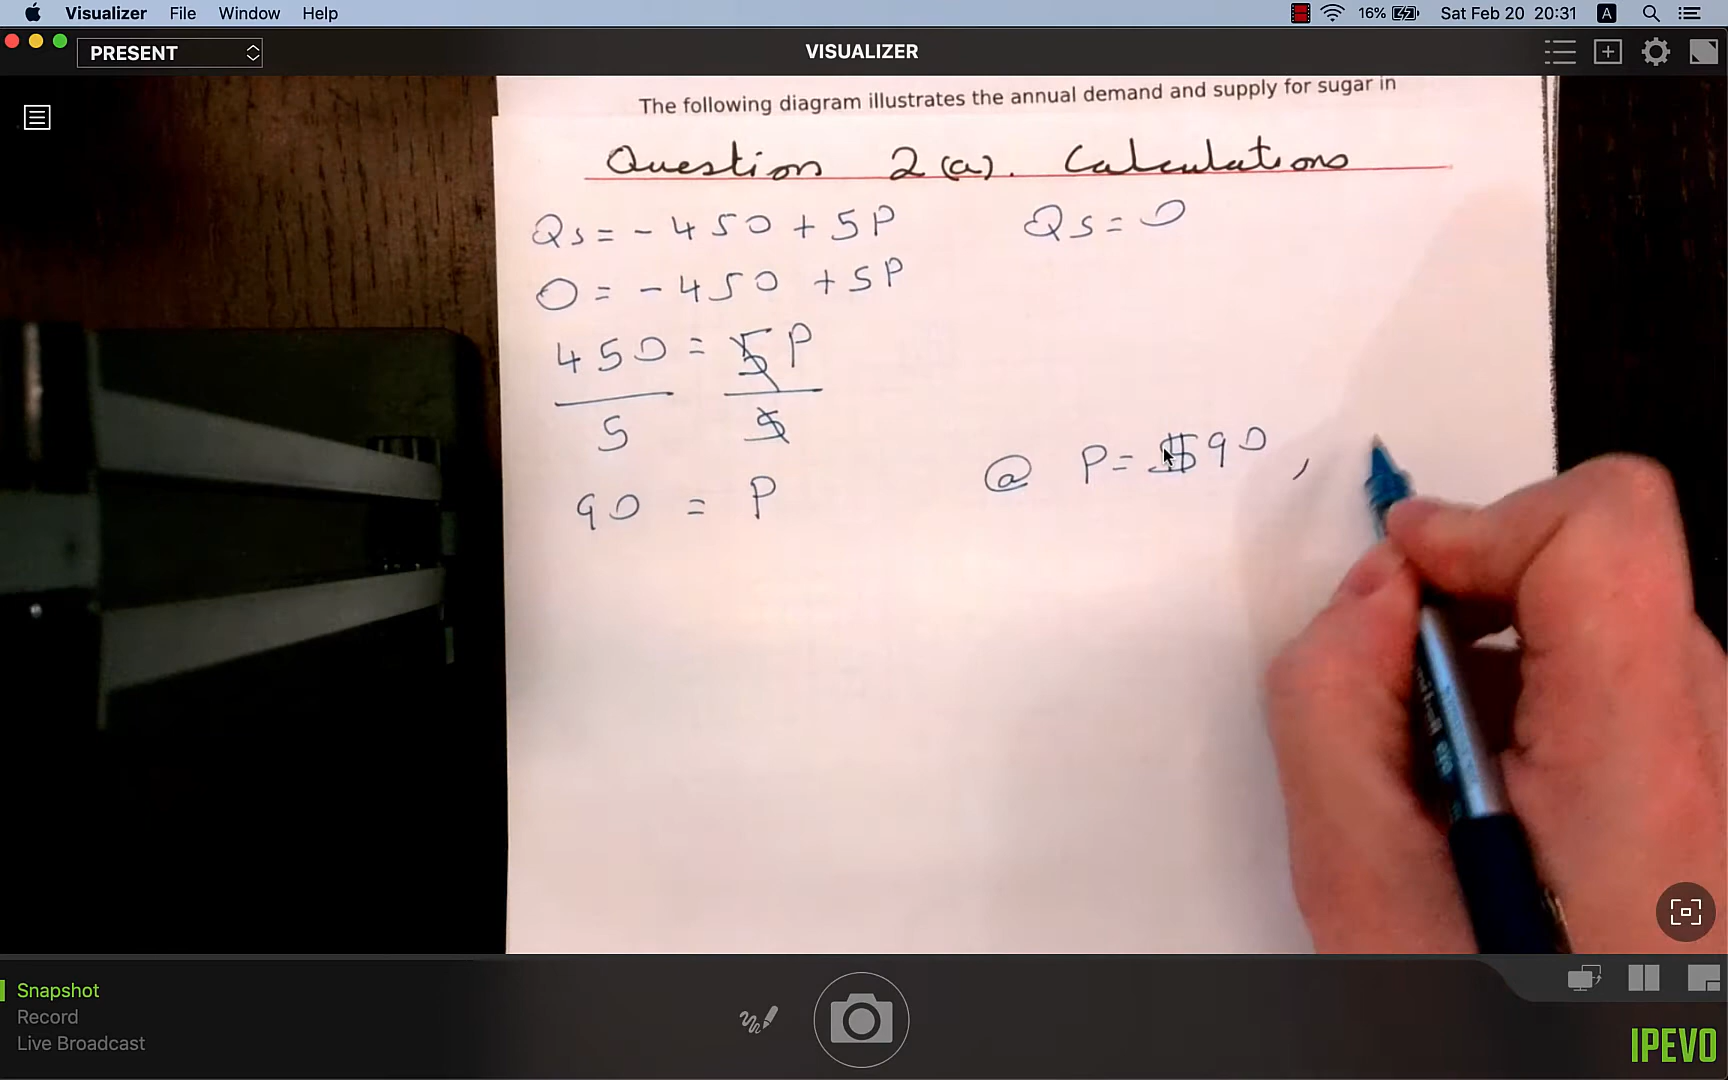 Visualizer File Window Help
16% Sat Feb 20 20:31 A
PRESENT
VISUALIZER
The following diagram illustrates the annual demand and supply for sugar in
Question 2(a). Calculations
Qs = - 450 + 5P
Qs = 0
0 = - 450 + 5P
450 = 5P
5 5
90 = P
@ P = $90 ,
Snapshot
Record
Live Broadcast
IPEVO